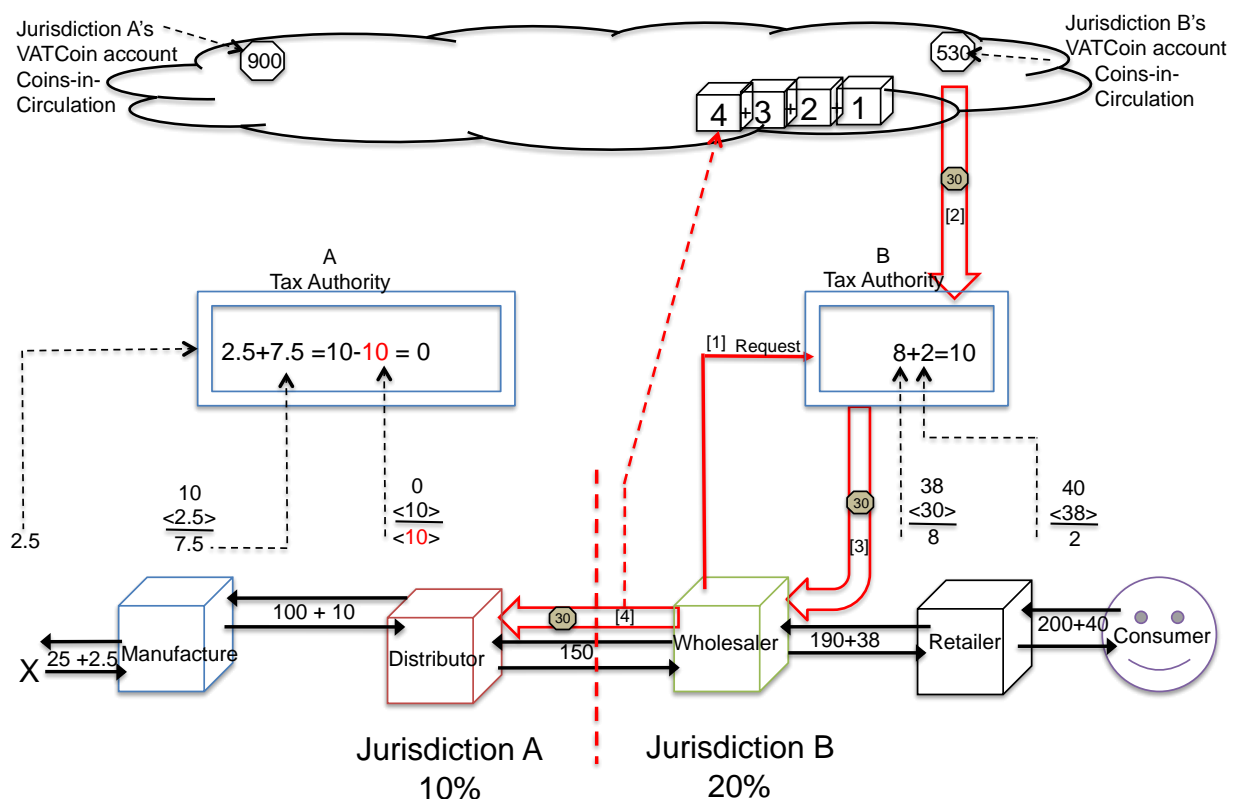 Jurisdiction A's
VATCoin account
Coins-in-
Circulation
900
530
Jurisdiction B's
VATCoin account
Coins-in-
Circulation
4+3+2+1
30
[2]
A
Tax Authority
B
Tax Authority
2.5+7.5 =10-10 = 0
[1] Request
8+2=10
2.5
10
<2.5>
7.5
0
<10>
<10>
30
[3]
38
<30>
8
40
<38>
2
X
25 +2.5
Manufacture
100 + 10
Distributor
30
[4]
150
Wholesaler
190+38
Retailer
200+40
Consumer
Jurisdiction A
10%
Jurisdiction B
20%